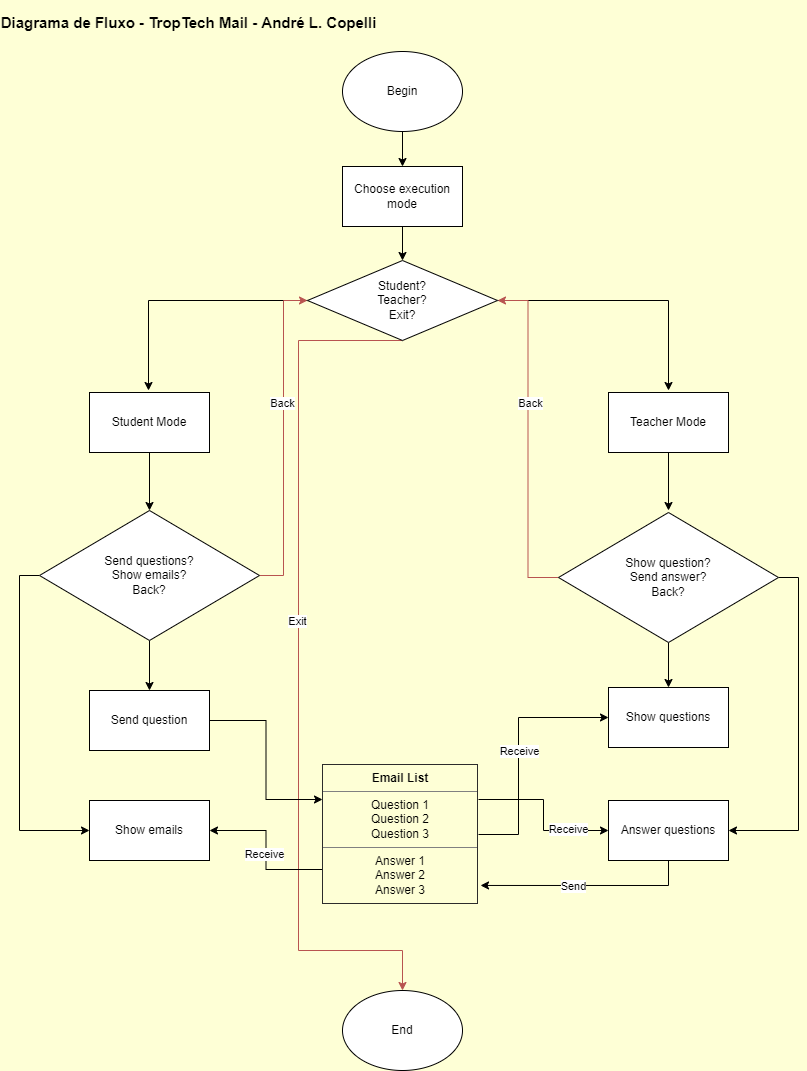 Diagrama de Fluxo - TropTech Mail - André L. Copelli
Begin
Choose execution
mode
Student?
Teacher?
Exit?
Back
Back
Student Mode
Teacher Mode
Send questions?
Show emails?
Back?
Show question?
Send answer?
Back?
Exit
Send question
Show questions
Receive
Email List
Question 1
Question 2
Question 3
Receive
Answer questions
Show emails
Receive
Answer 1
Answer 2
Answer 3
Send
End